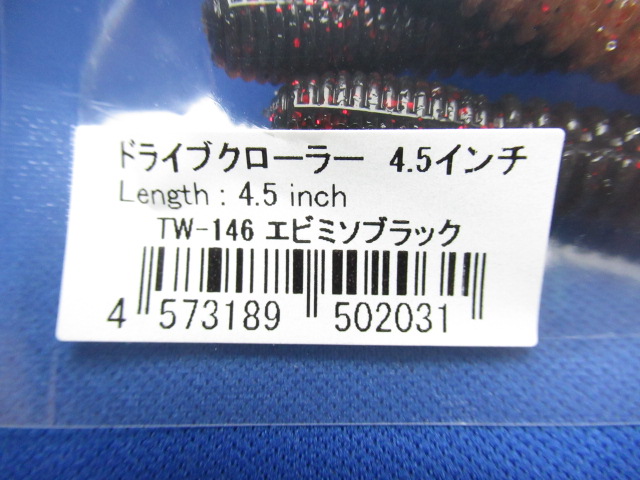 ドライブクローラー 4.5インチ
Length : 4.5 inch
TW-146 エビミソブラック
4 573189 502031